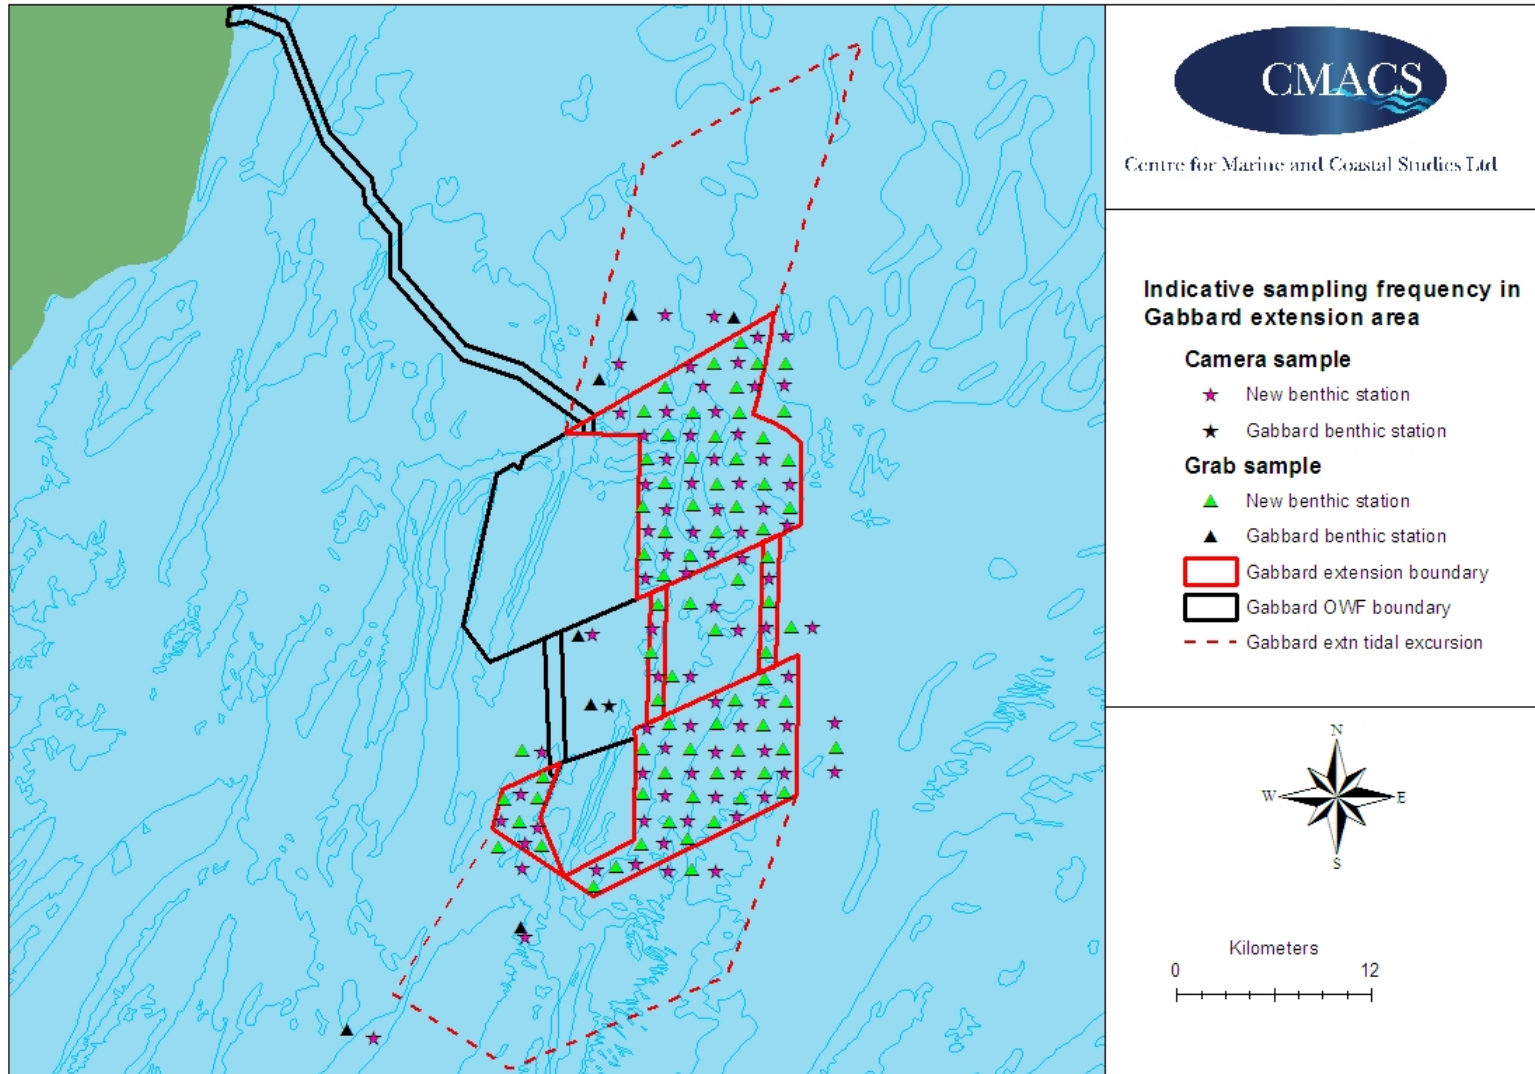 CMACS
Centre for Marine and Coastal Studies Ltd
Indicative sampling frequency in
Gabbard extension area
Camera sample
New benthic station
Gabbard benthic station
Grab sample
New benthic station
Gabbard benthic station
Gabbard extension boundary
Gabbard OWF boundary
Gabbard extn tidal excursion
N
W E
S
Kilometers
0 12